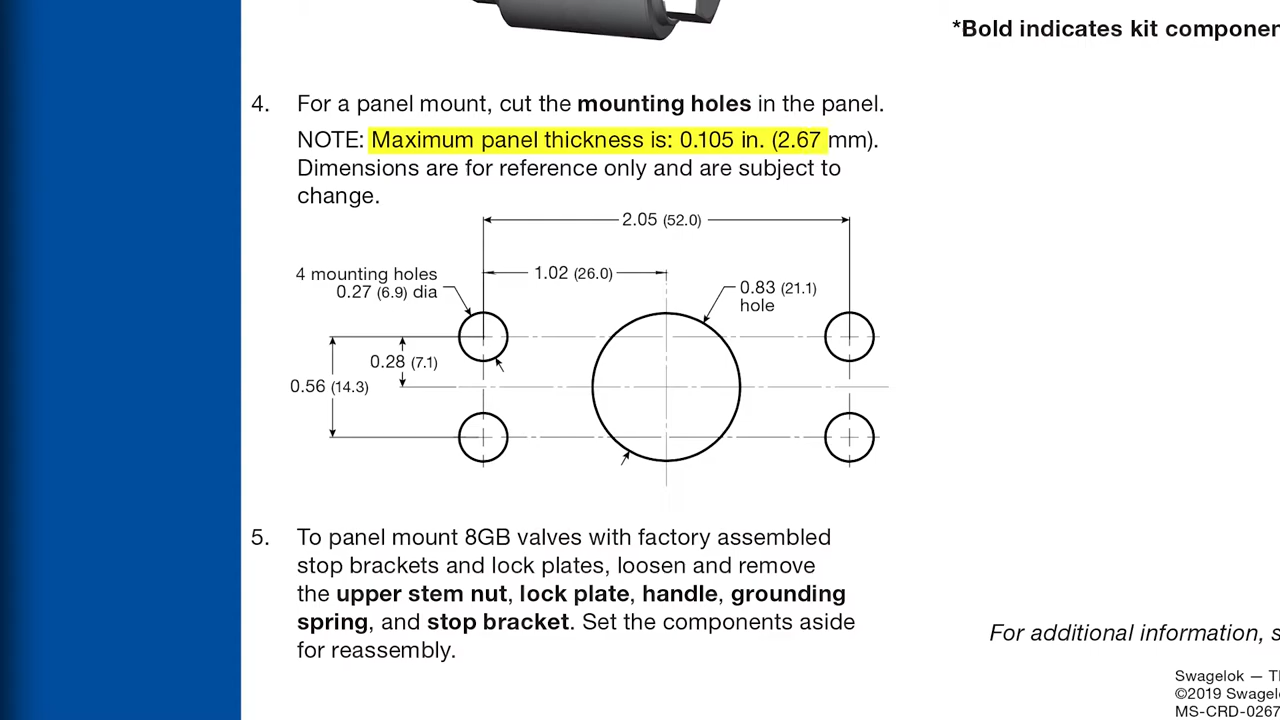 *Bold indicates kit
4. For a panel mount, cut the mounting holes in the panel.
NOTE: Maximum panel thickness is: 0.105 in. (2.67 mm).
Dimensions are for reference only and are subject to
change.
2.05 (52.0)
4 mounting holes
0.27 (6.9) dia
1.02 (26.0)
0.83 (21.1)
hole
0.28 (7.1)
0.56 (14.3)
5. To panel mount 8GB valves with factory assembled
stop brackets and lock plates, loosen and remove
the upper stem nut, lock plate, handle, grounding
spring, and stop bracket. Set the components aside
for reassembly.
For additional information,
Swagelok —
©2019
MS-CRD-0267